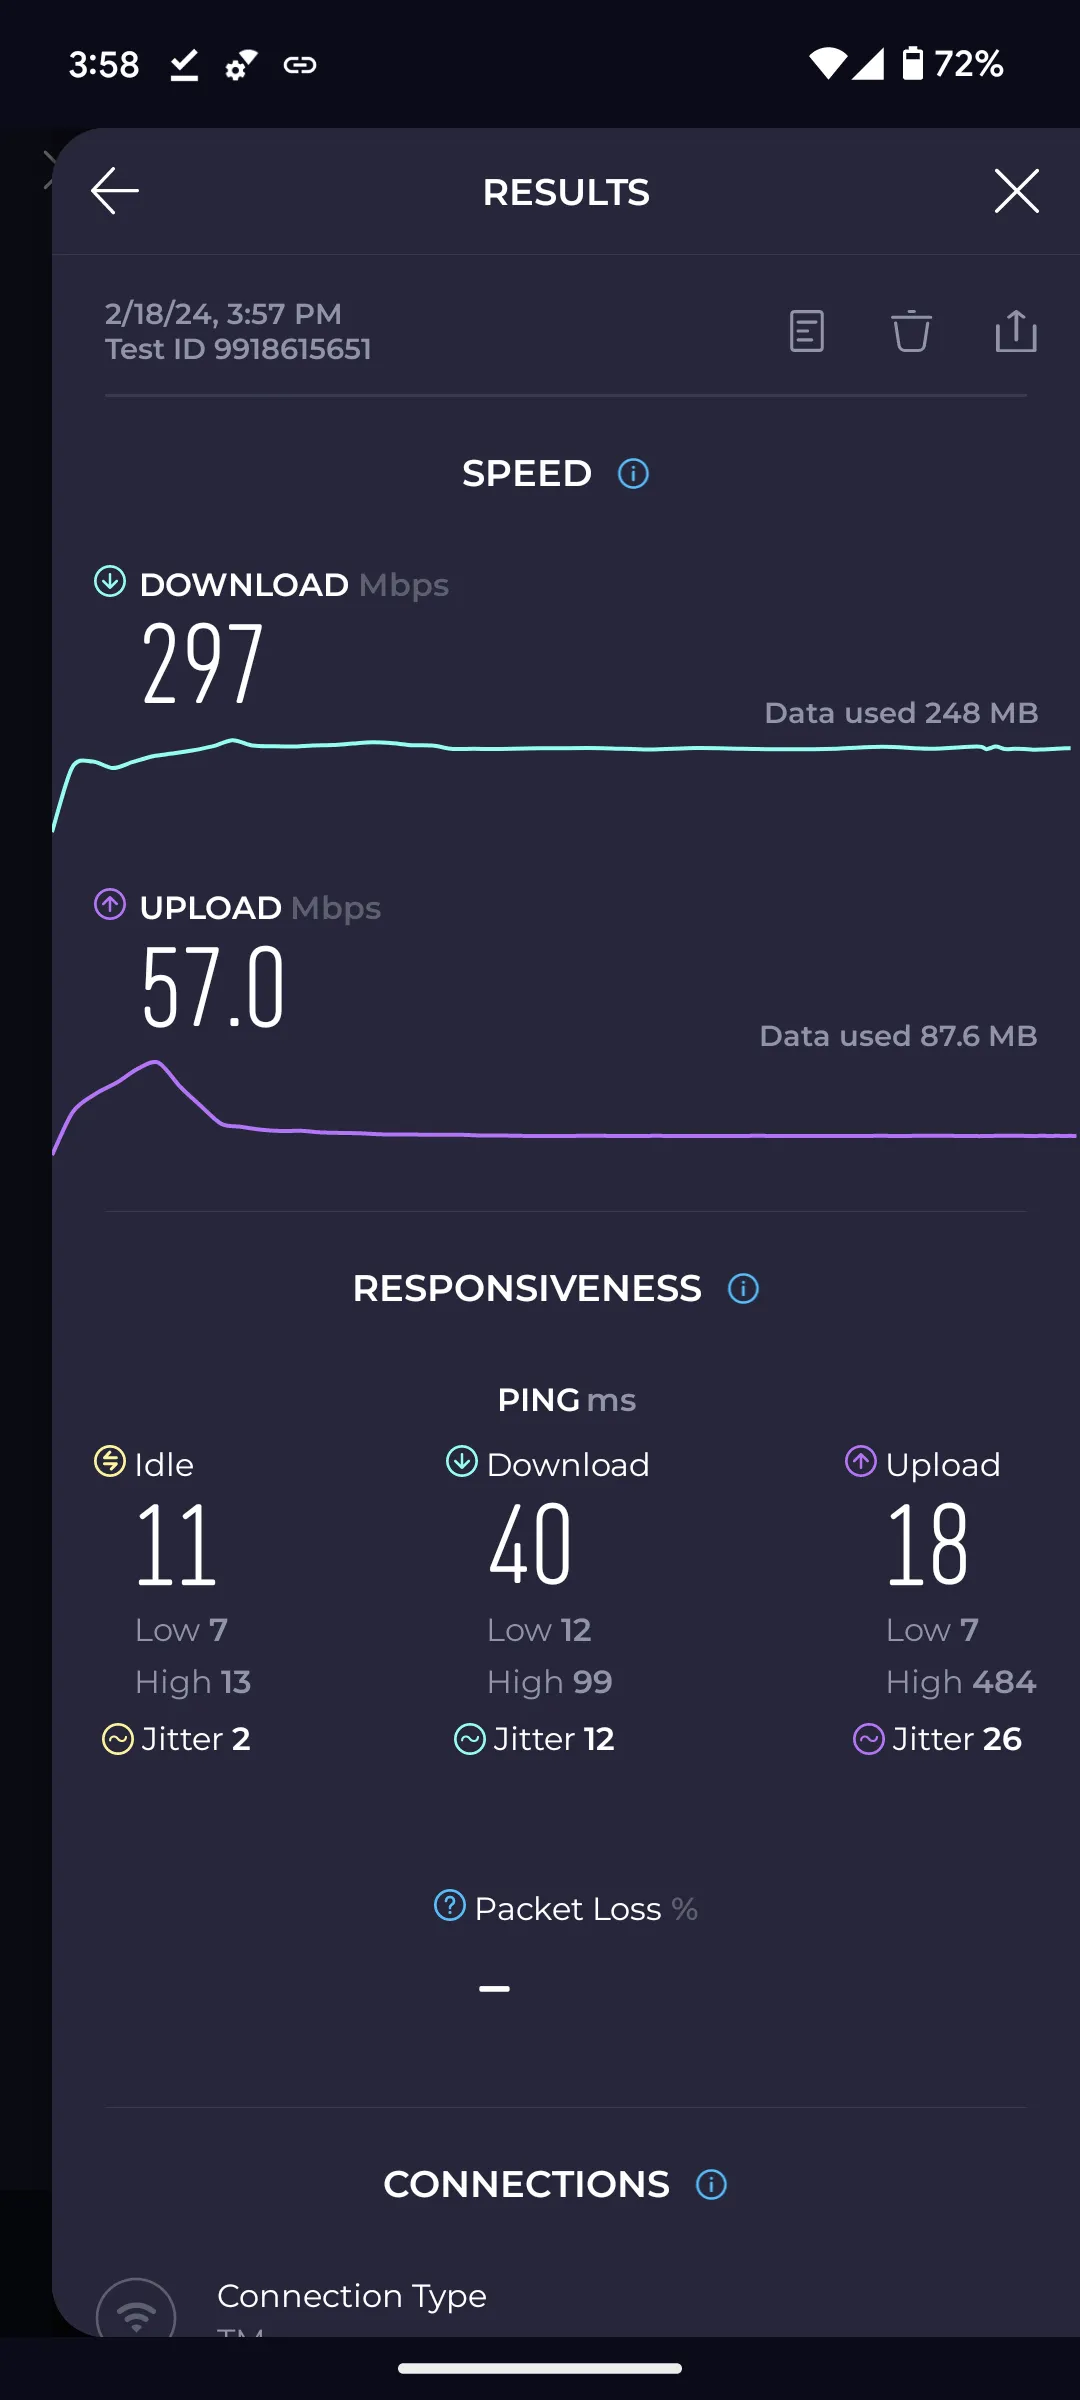 3:58
72%
RESULTS
2/18/24, 3:57 PM
Test ID 9918615651
SPEED
DOWNLOAD Mbps
297
Data used 248 MB
UPLOAD Mbps
57.0
Data used 87.6 MB
RESPONSIVENESS
PING ms
Idle Download Upload
11 40 18
Low 7 Low 12 Low 7
High 13 High 99 High 484
Jitter 2 Jitter 12 Jitter 26
Packet Loss %
–
CONNECTIONS
Connection Type